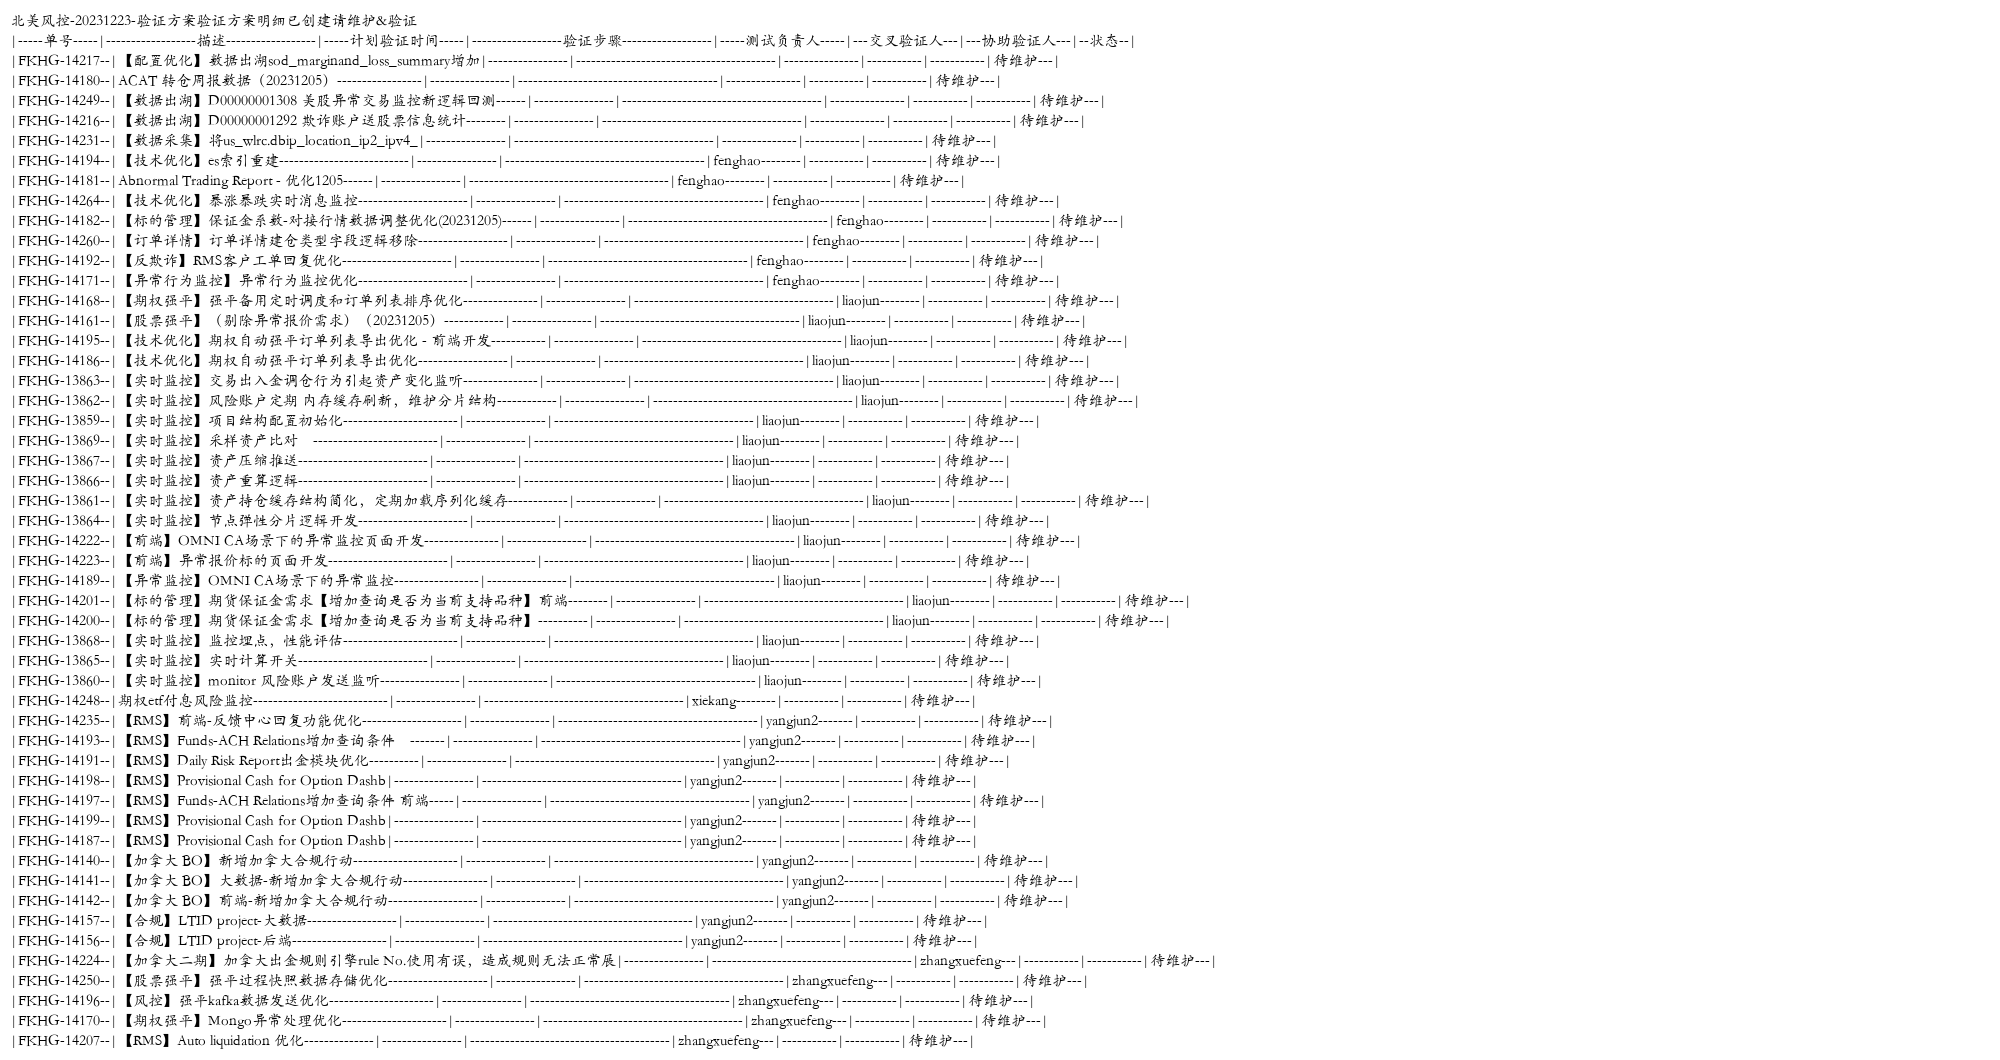 北美风控-20231223-验证方案验证方案明细已创建请维护&验证
|-----单号-----|------------------描述------------------|-----计划验证时间-----|------------------验证步骤------------------|-----测试负责人-----|---交叉验证人---|---协助验证人---|--状态--|
|FKHG-14217--|【配置优化】数据出湖sod_marginand_loss_summary增加|----------------|----------------------------------------|----------------|-----------|-----------|待维护---|
|FKHG-14180--|ACAT 转仓周报数据（20231205）-----------------|----------------|----------------------------------------|----------------|-----------|-----------|待维护---|
|FKHG-14249--|【数据出湖】D00000001308 美股异常交易监控新逻辑回测------|----------------|----------------------------------------|----------------|-----------|-----------|待维护---|
|FKHG-14216--|【数据出湖】D00000001292 欺诈账户送股票信息统计--------|----------------|----------------------------------------|----------------|-----------|-----------|待维护---|
|FKHG-14231--|【数据采集】将us_wlrc.dbip_location_ip2_ipv4_|----------------|----------------------------------------|----------------|-----------|-----------|待维护---|
|FKHG-14194--|【技术优化】es索引重建--------------------------|----------------|----------------------------------------|fenghao--------|-----------|-----------|待维护---|
|FKHG-14181--|Abnormal Trading Report - 优化1205------|----------------|----------------------------------------|fenghao--------|-----------|-----------|待维护---|
|FKHG-14264--|【技术优化】暴涨暴跌实时消息监控----------------------|----------------|----------------------------------------|fenghao--------|-----------|-----------|待维护---|
|FKHG-14182--|【标的管理】保证金系数-对接行情数据调整优化(20231205)------|----------------|----------------------------------------|fenghao--------|-----------|-----------|待维护---|
|FKHG-14260--|【订单详情】订单详情建仓类型字段逻辑移除------------------|----------------|----------------------------------------|fenghao--------|-----------|-----------|待维护---|
|FKHG-14192--|【反欺诈】RMS客户工单回复优化----------------------|----------------|----------------------------------------|fenghao--------|-----------|-----------|待维护---|
|FKHG-14171--|【异常行为监控】异常行为监控优化----------------------|----------------|----------------------------------------|fenghao--------|-----------|-----------|待维护---|
|FKHG-14168--|【期权强平】强平备用定时调度和订单列表排序优化---------------|----------------|----------------------------------------|liaojun--------|-----------|-----------|待维护---|
|FKHG-14161--|【股票强平】（剔除异常报价需求）（20231205）------------|----------------|----------------------------------------|liaojun--------|-----------|-----------|待维护---|
|FKHG-14195--|【技术优化】期权自动强平订单列表导出优化 - 前端开发-----------|----------------|----------------------------------------|liaojun--------|-----------|-----------|待维护---|
|FKHG-14186--|【技术优化】期权自动强平订单列表导出优化------------------|----------------|----------------------------------------|liaojun--------|-----------|-----------|待维护---|
|FKHG-13863--|【实时监控】交易出入金调仓行为引起资产变化监听---------------|----------------|----------------------------------------|liaojun--------|-----------|-----------|待维护---|
|FKHG-13862--|【实时监控】风险账户定期 内存缓存刷新，维护分片结构-----------|----------------|----------------------------------------|liaojun--------|-----------|-----------|待维护---|
|FKHG-13859--|【实时监控】项目结构配置初始化-----------------------|----------------|----------------------------------------|liaojun--------|-----------|-----------|待维护---|
|FKHG-13869--|【实时监控】采样资产比对　-------------------------|----------------|----------------------------------------|liaojun--------|-----------|-----------|待维护---|
|FKHG-13867--|【实时监控】资产压缩推送--------------------------|----------------|----------------------------------------|liaojun--------|-----------|-----------|待维护---|
|FKHG-13866--|【实时监控】资产重算逻辑--------------------------|----------------|----------------------------------------|liaojun--------|-----------|-----------|待维护---|
|FKHG-13861--|【实时监控】资产持仓缓存结构简化，定期加载序列化缓存------------|----------------|----------------------------------------|liaojun--------|-----------|-----------|待维护---|
|FKHG-13864--|【实时监控】节点弹性分片逻辑开发----------------------|----------------|----------------------------------------|liaojun--------|-----------|-----------|待维护---|
|FKHG-14222--|【前端】OMNI CA场景下的异常监控页面开发---------------|----------------|----------------------------------------|liaojun--------|-----------|-----------|待维护---|
|FKHG-14223--|【前端】异常报价标的页面开发------------------------|----------------|----------------------------------------|liaojun--------|-----------|-----------|待维护---|
|FKHG-14189--|【异常监控】OMNI CA场景下的异常监控-----------------|----------------|----------------------------------------|liaojun--------|-----------|-----------|待维护---|
|FKHG-14201--|【标的管理】期货保证金需求【增加查询是否为当前支持品种】前端--------|----------------|----------------------------------------|liaojun--------|-----------|-----------|待维护---|
|FKHG-14200--|【标的管理】期货保证金需求【增加查询是否为当前支持品种】----------|----------------|----------------------------------------|liaojun--------|-----------|-----------|待维护---|
|FKHG-13868--|【实时监控】监控埋点，性能评估-----------------------|----------------|----------------------------------------|liaojun--------|-----------|-----------|待维护---|
|FKHG-13865--|【实时监控】实时计算开关--------------------------|----------------|----------------------------------------|liaojun--------|-----------|-----------|待维护---|
|FKHG-13860--|【实时监控】monitor 风险账户发送监听----------------|----------------|----------------------------------------|liaojun--------|-----------|-----------|待维护---|
|FKHG-14248--|期权etf付息风险监控---------------------------|----------------|----------------------------------------|xiekang--------|-----------|-----------|待维护---|
|FKHG-14235--|【RMS】前端-反馈中心回复功能优化--------------------|----------------|----------------------------------------|yangjun2-------|-----------|-----------|待维护---|
|FKHG-14193--|【RMS】Funds-ACH Relations增加查询条件　-------|----------------|----------------------------------------|yangjun2-------|-----------|-----------|待维护---|
|FKHG-14191--|【RMS】Daily Risk Report出金模块优化----------|----------------|----------------------------------------|yangjun2-------|-----------|-----------|待维护---|
|FKHG-14198--|【RMS】Provisional Cash for Option Dashb|----------------|----------------------------------------|yangjun2-------|-----------|-----------|待维护---|
|FKHG-14197--|【RMS】Funds-ACH Relations增加查询条件 前端-----|----------------|----------------------------------------|yangjun2-------|-----------|-----------|待维护---|
|FKHG-14199--|【RMS】Provisional Cash for Option Dashb|----------------|----------------------------------------|yangjun2-------|-----------|-----------|待维护---|
|FKHG-14187--|【RMS】Provisional Cash for Option Dashb|----------------|----------------------------------------|yangjun2-------|-----------|-----------|待维护---|
|FKHG-14140--|【加拿大 BO】新增加拿大合规行动---------------------|----------------|----------------------------------------|yangjun2-------|-----------|-----------|待维护---|
|FKHG-14141--|【加拿大 BO】大数据-新增加拿大合规行动-----------------|----------------|----------------------------------------|yangjun2-------|-----------|-----------|待维护---|
|FKHG-14142--|【加拿大 BO】前端-新增加拿大合规行动------------------|----------------|----------------------------------------|yangjun2-------|-----------|-----------|待维护---|
|FKHG-14157--|【合规】LTID project-大数据------------------|----------------|----------------------------------------|yangjun2-------|-----------|-----------|待维护---|
|FKHG-14156--|【合规】LTID project-后端-------------------|----------------|----------------------------------------|yangjun2-------|-----------|-----------|待维护---|
|FKHG-14224--|【加拿大二期】加拿大出金规则引擎rule No.使用有误，造成规则无法正常展|----------------|----------------------------------------|zhangxuefeng---|-----------|-----------|待维护---|
|FKHG-14250--|【股票强平】强平过程快照数据存储优化---------------------|----------------|----------------------------------------|zhangxuefeng---|-----------|-----------|待维护---|
|FKHG-14196--|【风控】强平kafka数据发送优化---------------------|----------------|----------------------------------------|zhangxuefeng---|-----------|-----------|待维护---|
|FKHG-14170--|【期权强平】Mongo异常处理优化----------------------|----------------|----------------------------------------|zhangxuefeng---|-----------|-----------|待维护---|
|FKHG-14207--|【RMS】Auto liquidation 优化--------------|----------------|----------------------------------------|zhangxuefeng---|-----------|-----------|待维护---|